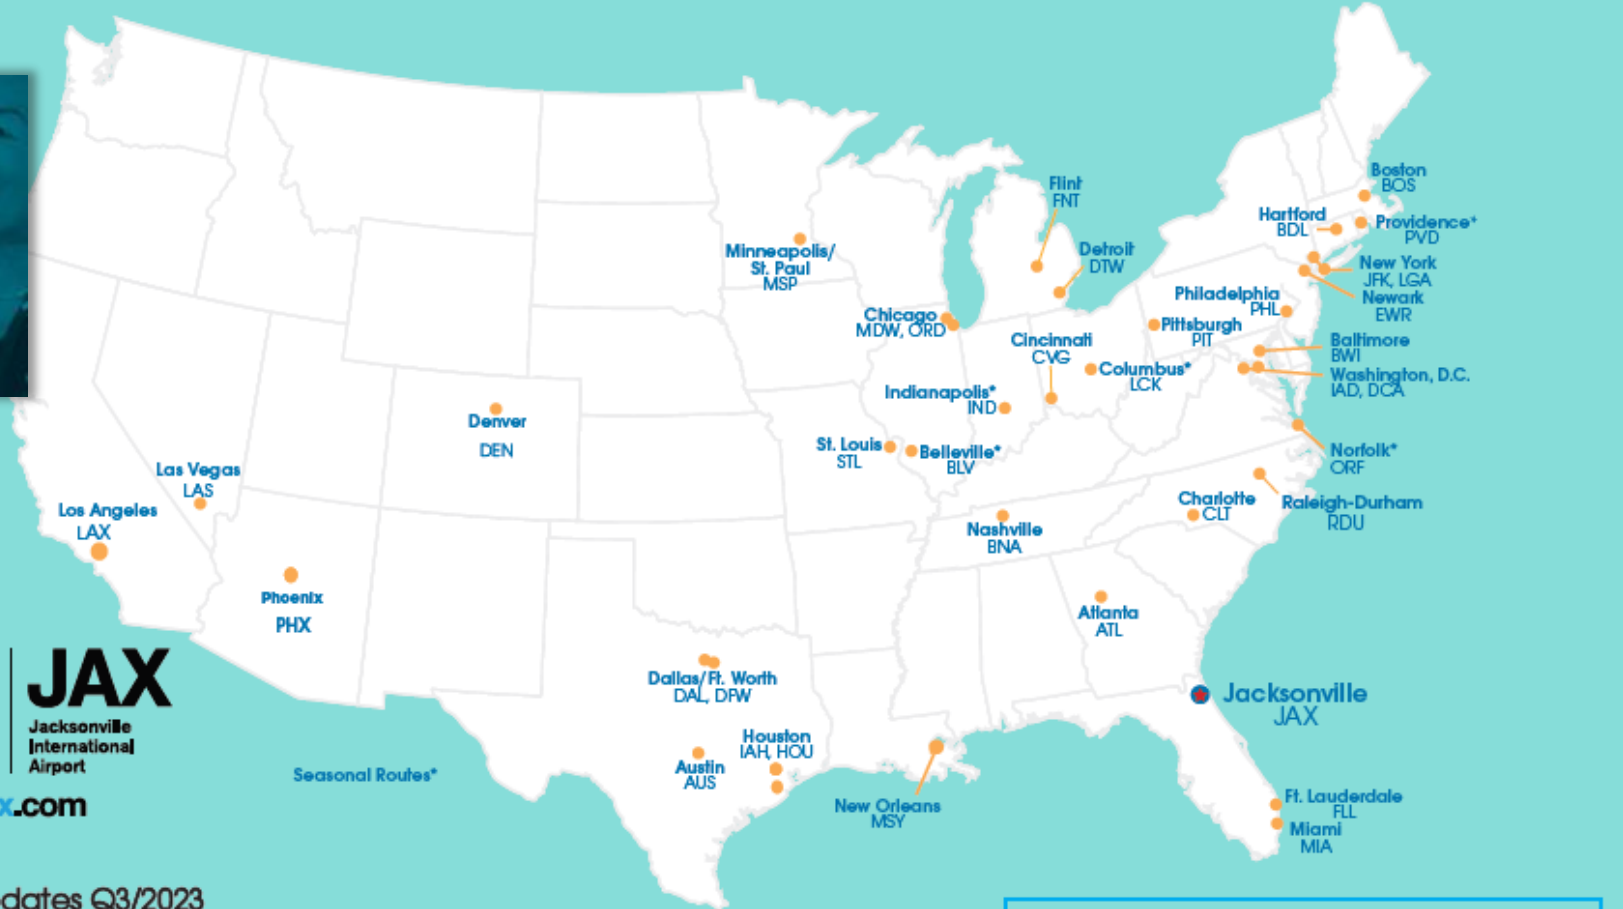 Boston
BOS
Flint
FNT
Hartford
BDL
Providence*
PVD
Detroit
DTW
Minneapolis/
St. Paul
MSP
New York
JFK, LGA
Newark
EWR
Philadelphia
PHL
Chicago
MDW, ORD
Pittsburgh
PIT
Cincinnati
CVG
Baltimore
BWI
Columbus*
LCK
Washington, D.C.
IAD, DCA
Indianapolis*
IND
Denver
DEN
St. Louis
STL
Belleville*
BLV
Norfolk*
ORF
Las Vegas
LAS
Los Angeles
LAX
Charlotte
CLT
Raleigh-Durham
RDU
Nashville
BNA
Phoenix
PHX
Atlanta
ATL
Dallas/Ft. Worth
DAL, DFW
Jacksonville
JAX
JAX
Jacksonville
International
Airport
Houston
IAH, HOU
Austin
AUS
Seasonal Routes*
New Orleans
MSY
Ft. Lauderdale
FLL
Miami
MIA
x.com
dates Q3/2023